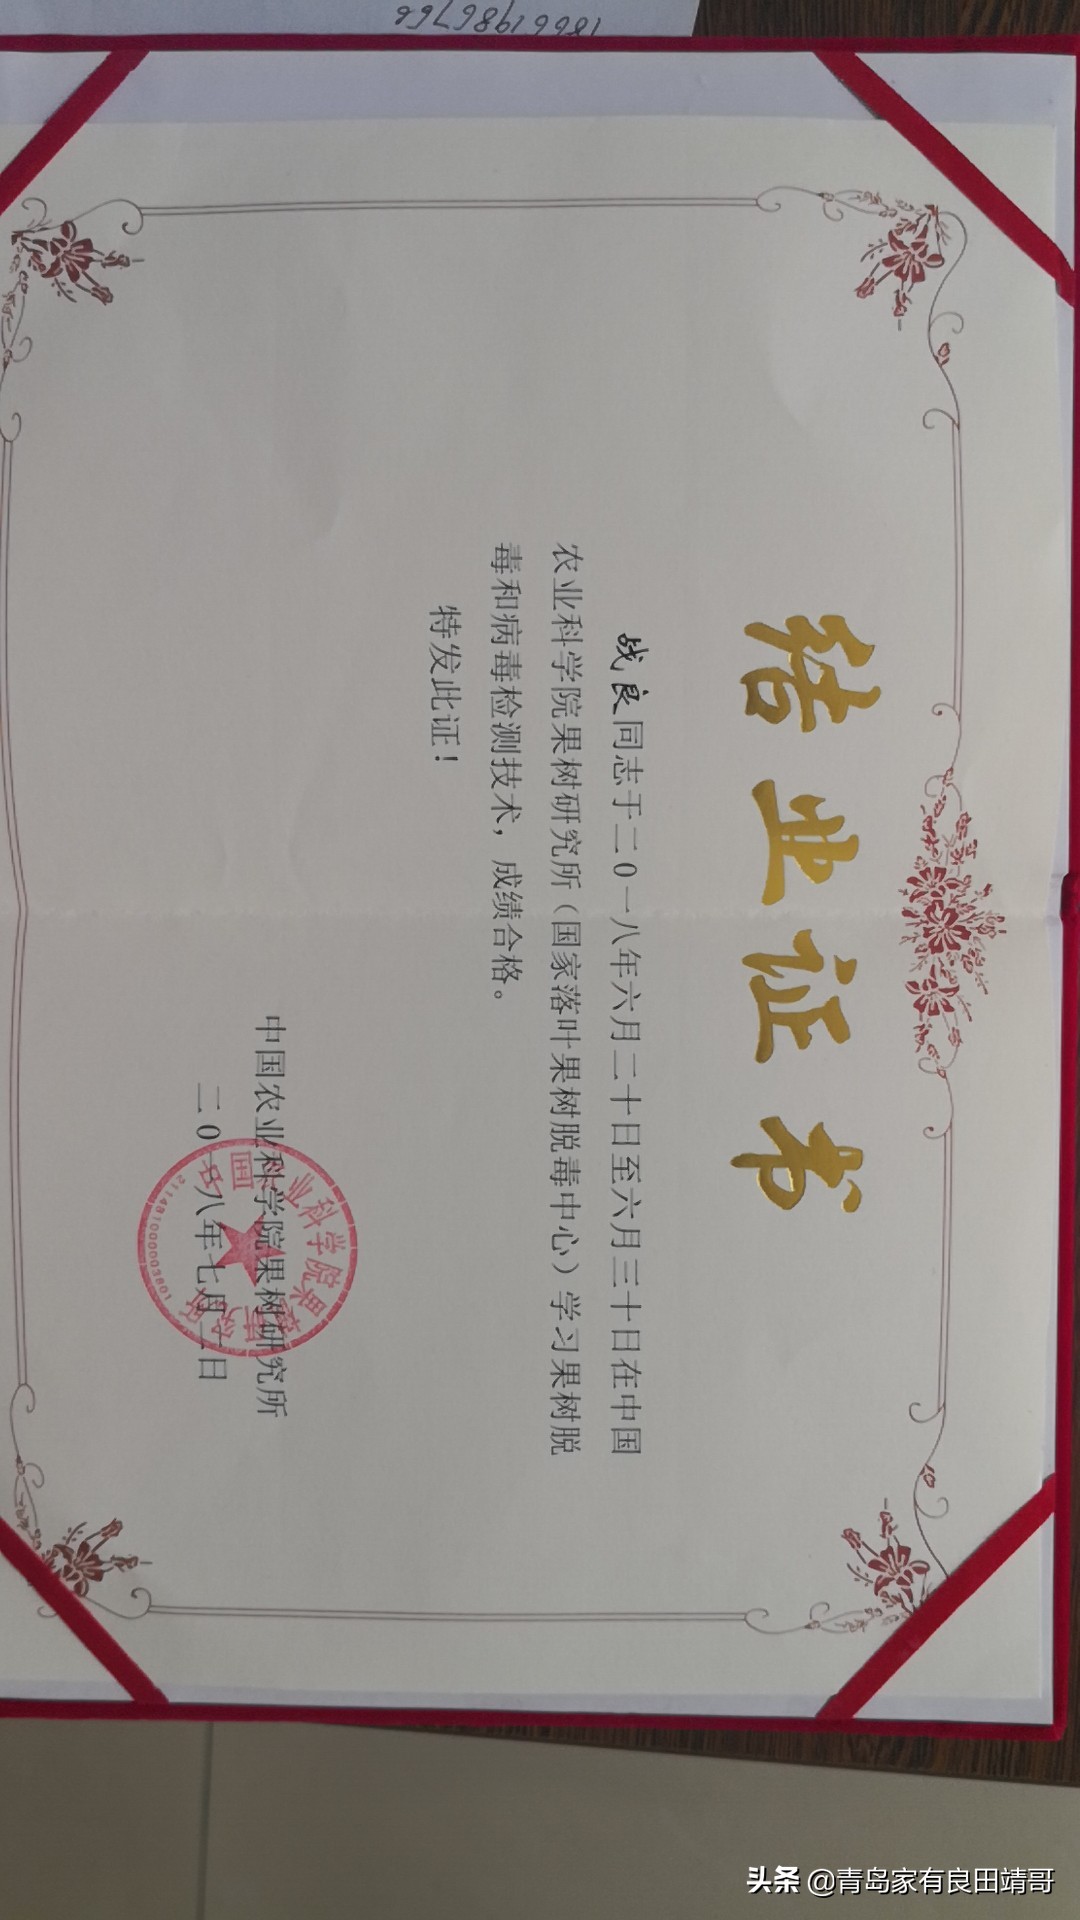 结业证书
战良同志于二0一八年六月二十日至六月三十日在中国
农业科学院果树研究所（国家落叶果树脱毒中心）学习果树脱
毒和病毒检测技术，成绩合格。
特发此证！
中国农业科学院果树研究所
二0一八年七月一日
2114810000003801
头条 @青岛家有良田靖哥